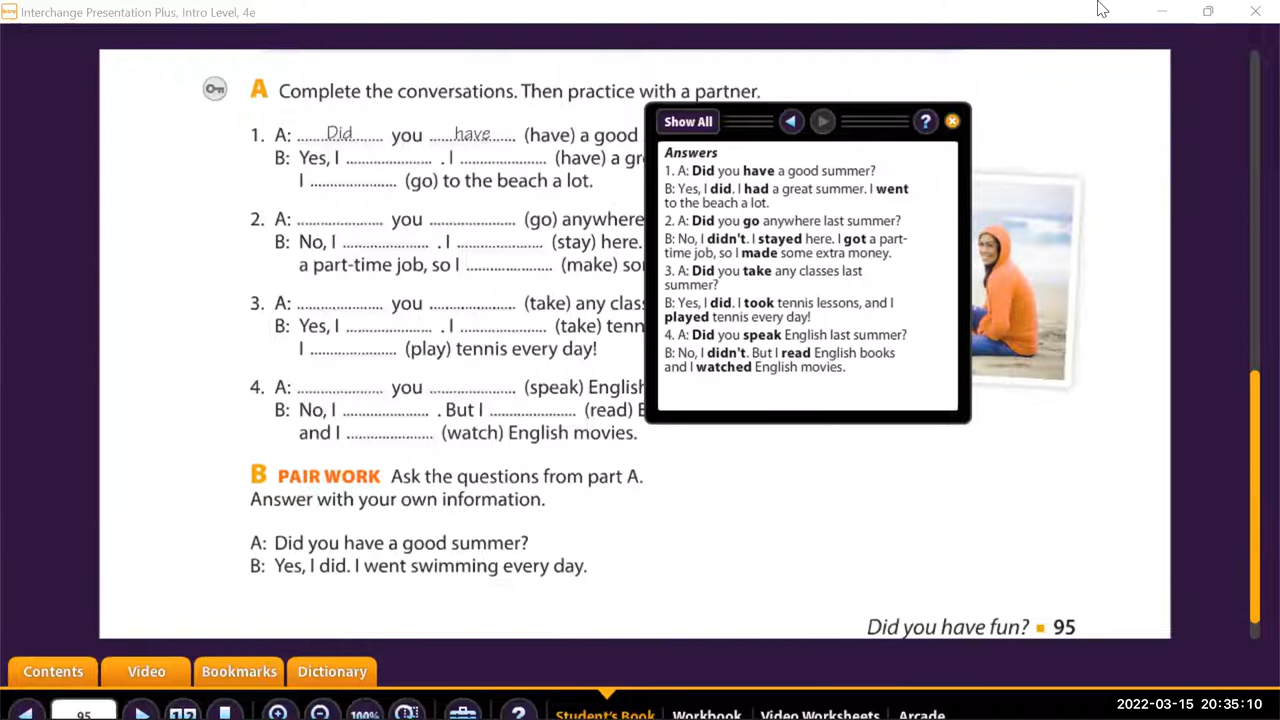 Interchange Presentation Plus, Intro Level, 4e
A Complete the conversations. Then practice with a partner.
1. A: Did you have (have) a good
B: Yes, I . I (have) a gr
I (go) to the beach a lot.
2. A: you (go) anywhere
B: No, I . I (stay) here.
a part-time job, so I (make) so
3. A: you (take) any clas
B: Yes, I . I (take) tenn
I (play) tennis every day!
4. A: you (speak) English
B: No, I . But I (read) E
and I (watch) English movies.
Show All
?
Answers
1. A: Did you have a good summer?
B: Yes, I did. I had a great summer. I went
to the beach a lot.
2. A: Did you go anywhere last summer?
B: No, I didn't. I stayed here. I got a part-
time job, so I made some extra money.
3. A: Did you take any classes last
summer?
B: Yes, I did. I took tennis lessons, and I
played tennis every day!
4. A: Did you speak English last summer?
B: No, I didn't. But I read English books
and I watched English movies.
B PAIR WORK Ask the questions from part A.
Answer with your own information.
A: Did you have a good summer?
B: Yes, I did. I went swimming every day.
Did you have fun? ■ 95
Contents Video Bookmarks Dictionary
95 100% ? Student's Book Workbook Video Worksheets Arcade
2022-03-15 20:35:10